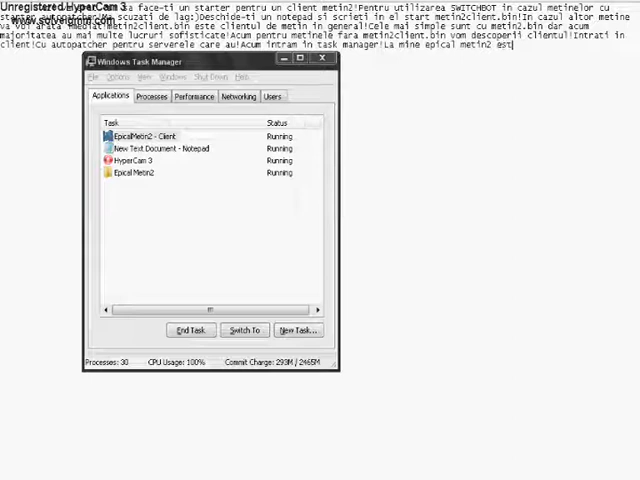 Unregistered HyperCam 3
sa face-ti un starter pentru un client metin2!Pentru utilizarea SWITCHBOT in cazul metinelor cu
starter autopatcher(Ma scuzati de lag:)Deschide-ti un notepad si scrieti in el start metin2client.bin!In cazul altor metine
va voi arata imediat!metin2client.bin este clientul de metin in general!Cele mai simple sunt cu metin2.bin dar acum
majoritatea au mai multe lucruri sofisticate!Acum pentru metinele fara metin2client.bin vom descoperii clientul!Intrati in
client!Cu autopatcher pentru serverele care au!Acum intram in task manager!La mine epical metin2 est
Windows Task Manager
File Options View Windows Shut Down Help
Applications Processes Performance Networking Users
Task Status
EpicalMetin2 - Client Running
New Text Document - Notepad Running
HyperCam 3 Running
Epical Metin2 Running
End Task Switch To New Task...
Processes: 30 CPU Usage: 100% Commit Charge: 293M / 2465M